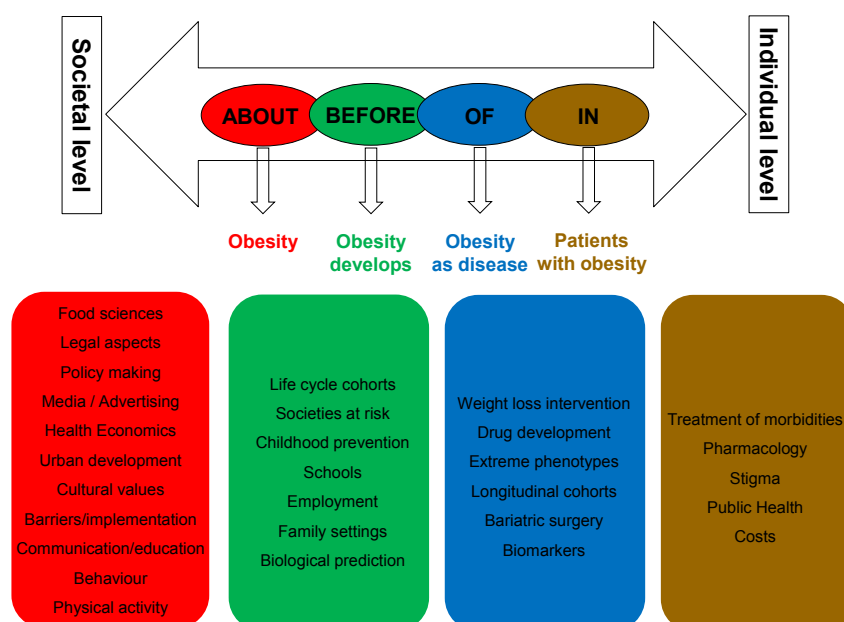 Societal level
Individual level
ABOUT
BEFORE
OF
IN
Obesity
Obesity
develops
Obesity
as disease
Patients
with obesity
Food sciences
Legal aspects
Policy making
Media / Advertising
Health Economics
Urban development
Cultural values
Barriers/implementation
Communication/education
Behaviour
Physical activity
Life cycle cohorts
Societies at risk
Childhood prevention
Schools
Employment
Family settings
Biological prediction
Weight loss intervention
Drug development
Extreme phenotypes
Longitudinal cohorts
Bariatric surgery
Biomarkers
Treatment of morbidities
Pharmacology
Stigma
Public Health
Costs